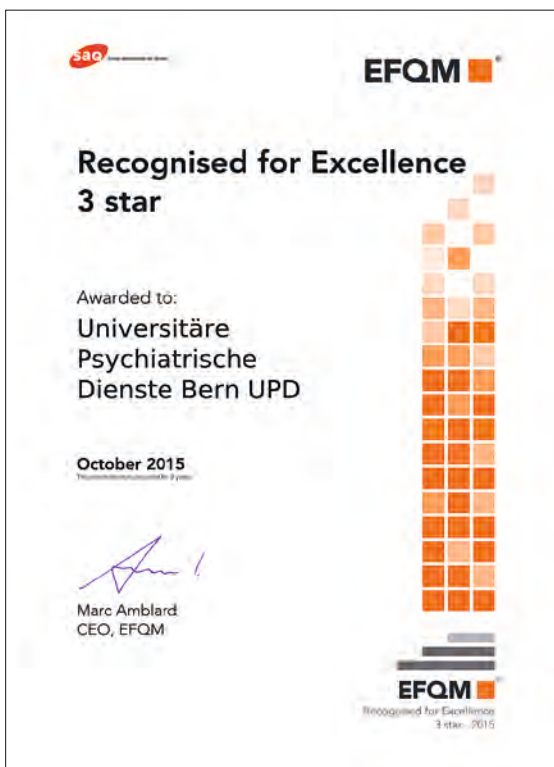 saq
EFQM
Recognised for Excellence
3 star
Awarded to:
Universitäre
Psychiatrische
Dienste Bern UPD
October 2015
Marc Amblard
CEO, EFQM
EFQM
Recognised for Excellence
3 star - 2015